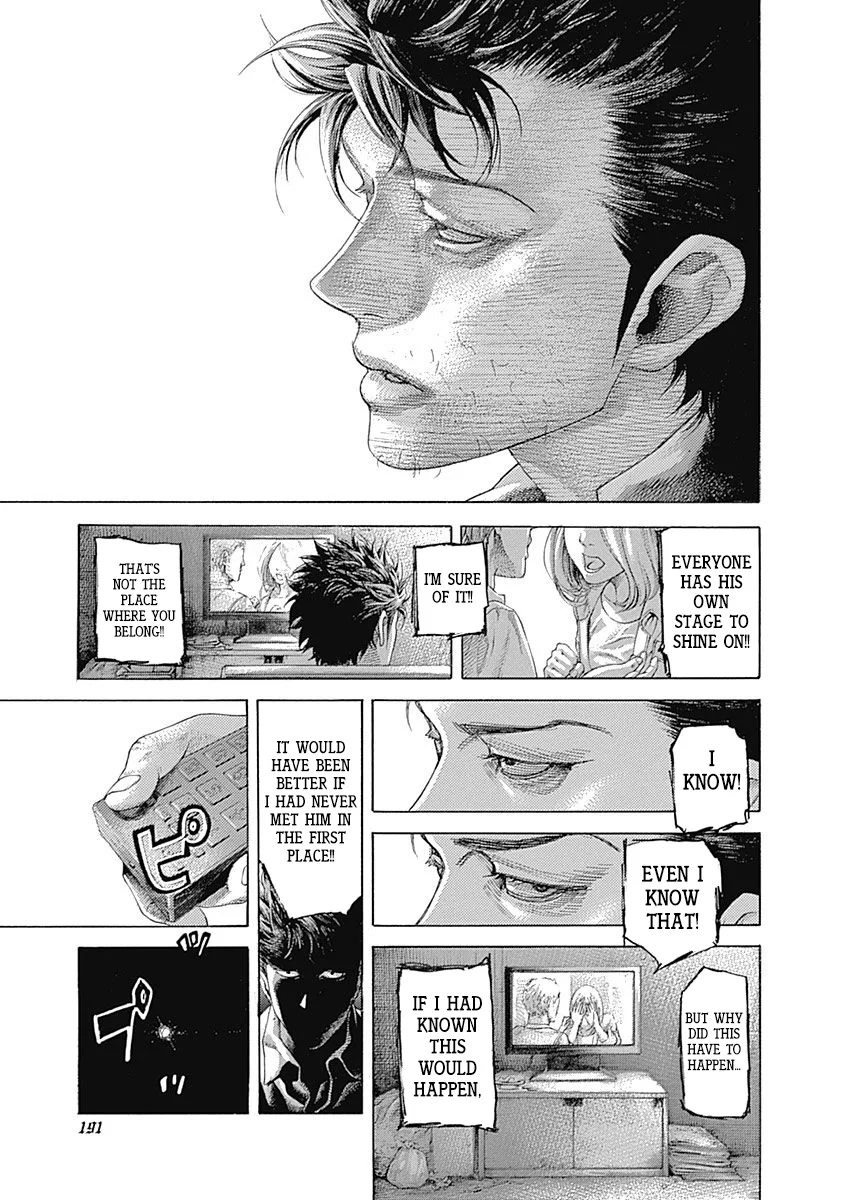 EVERYONE
HAS HIS
OWN
STAGE TO
SHINE ON!!
I'M SURE
OF IT!!
THAT'S
NOT THE
PLACE
WHERE YOU
BELONG!!
I
KNOW!
EVEN I
KNOW
THAT!
BUT WHY
DID THIS
HAVE TO
HAPPEN...
IF I HAD
KNOWN
THIS
WOULD
HAPPEN,
IT WOULD
HAVE BEEN
BETTER IF
I HAD NEVER
MET HIM IN
THE FIRST
PLACE!!
ピ
191